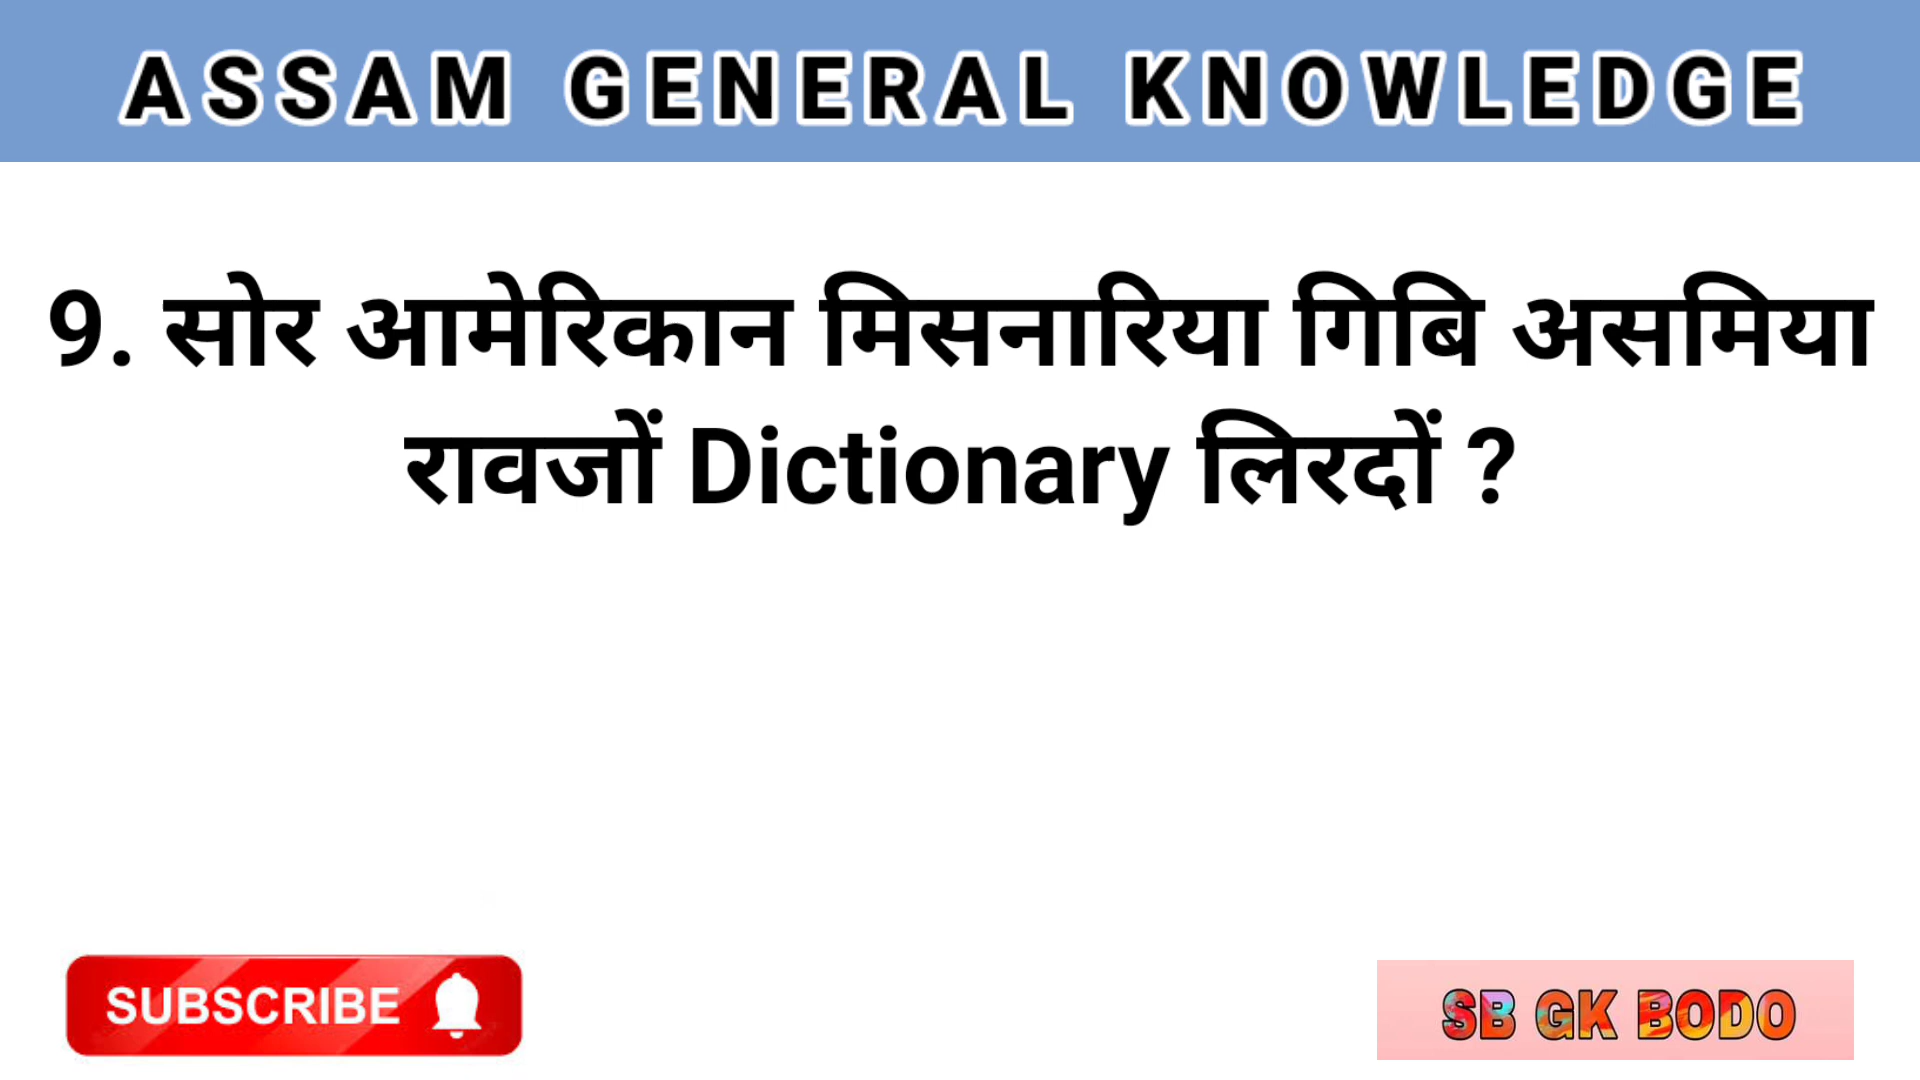 ASSAM GENERAL KNOWLEDGE
9. सोर आमेरिकान मिसनारिया गिबि असमिया
रावजों Dictionary लिरदों ?
SUBSCRIBE
SB GK BODO